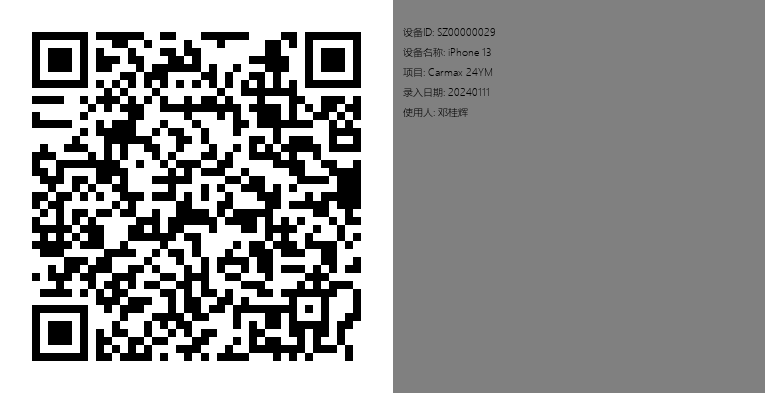 设备ID: SZ00000029
设备名称: iPhone 13
项目: Carmax 24YM
录入日期: 20240111
使用人: 邓桂辉